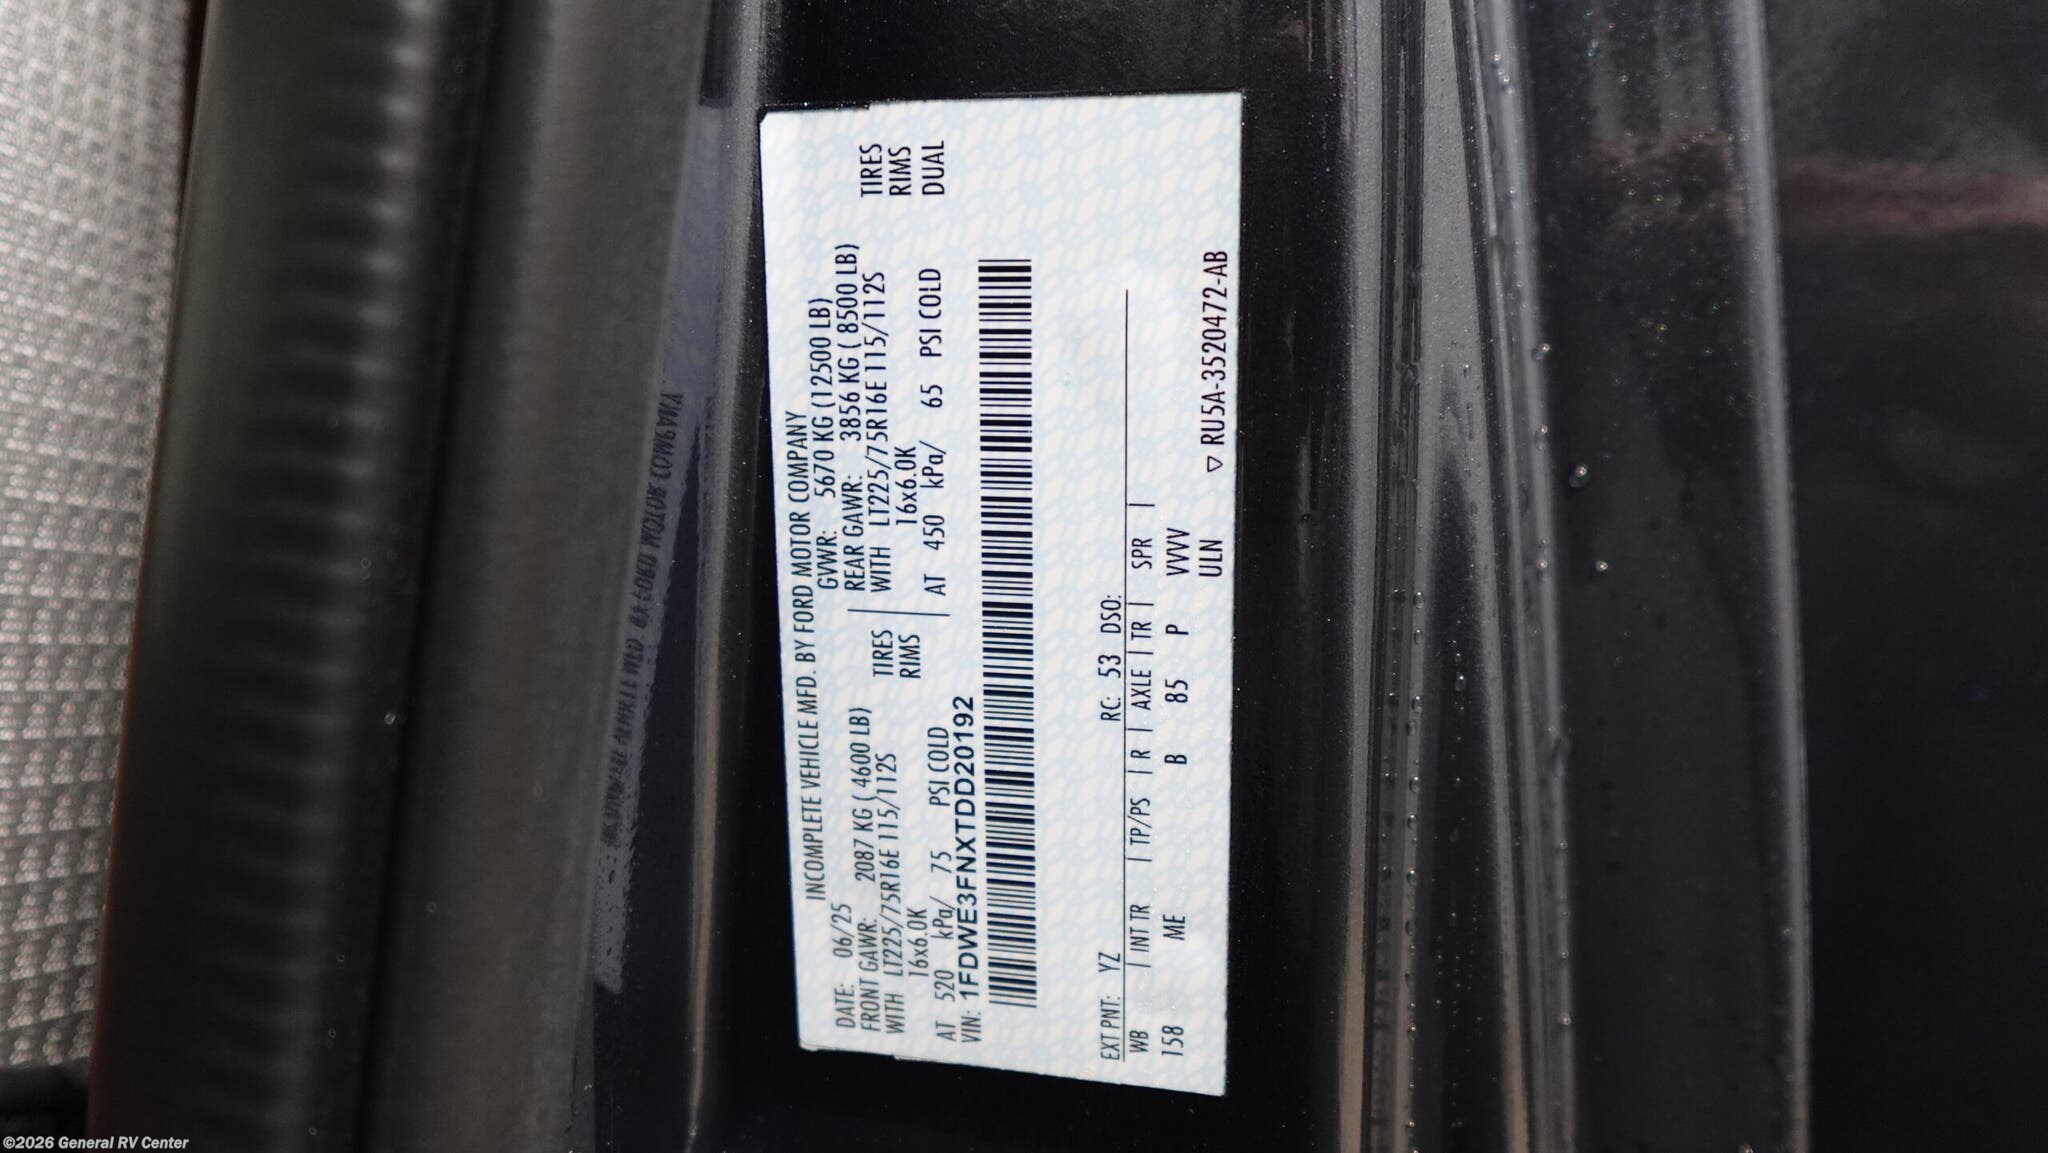 INCOMPLETE VEHICLE MFD. BY FORD MOTOR COMPANY
DATE: 06/25 GVWR: 5670 KG (12500 LB)
FRONT GAWR: 2087 KG ( 4600 LB) REAR GAWR: 3856 KG ( 8500 LB)
WITH LT225/75R16E 115/112S TIRES WITH LT225/75R16E 115/112S TIRES
16x6.0K RIMS 16x6.0K RIMS
AT 520 kPa/ 75 PSI COLD AT 450 kPa/ 65 PSI COLD DUAL
VIN: 1FDWE3FNXTDD20192
EXT PNT: YZ RC: 53 DSO:
WB | INT TR | TP/PS | R | AXLE | TR | SPR |
158 ME B 85 P VVV
ULN ▽ RU5A-3520472-AB
©2026 General RV Center